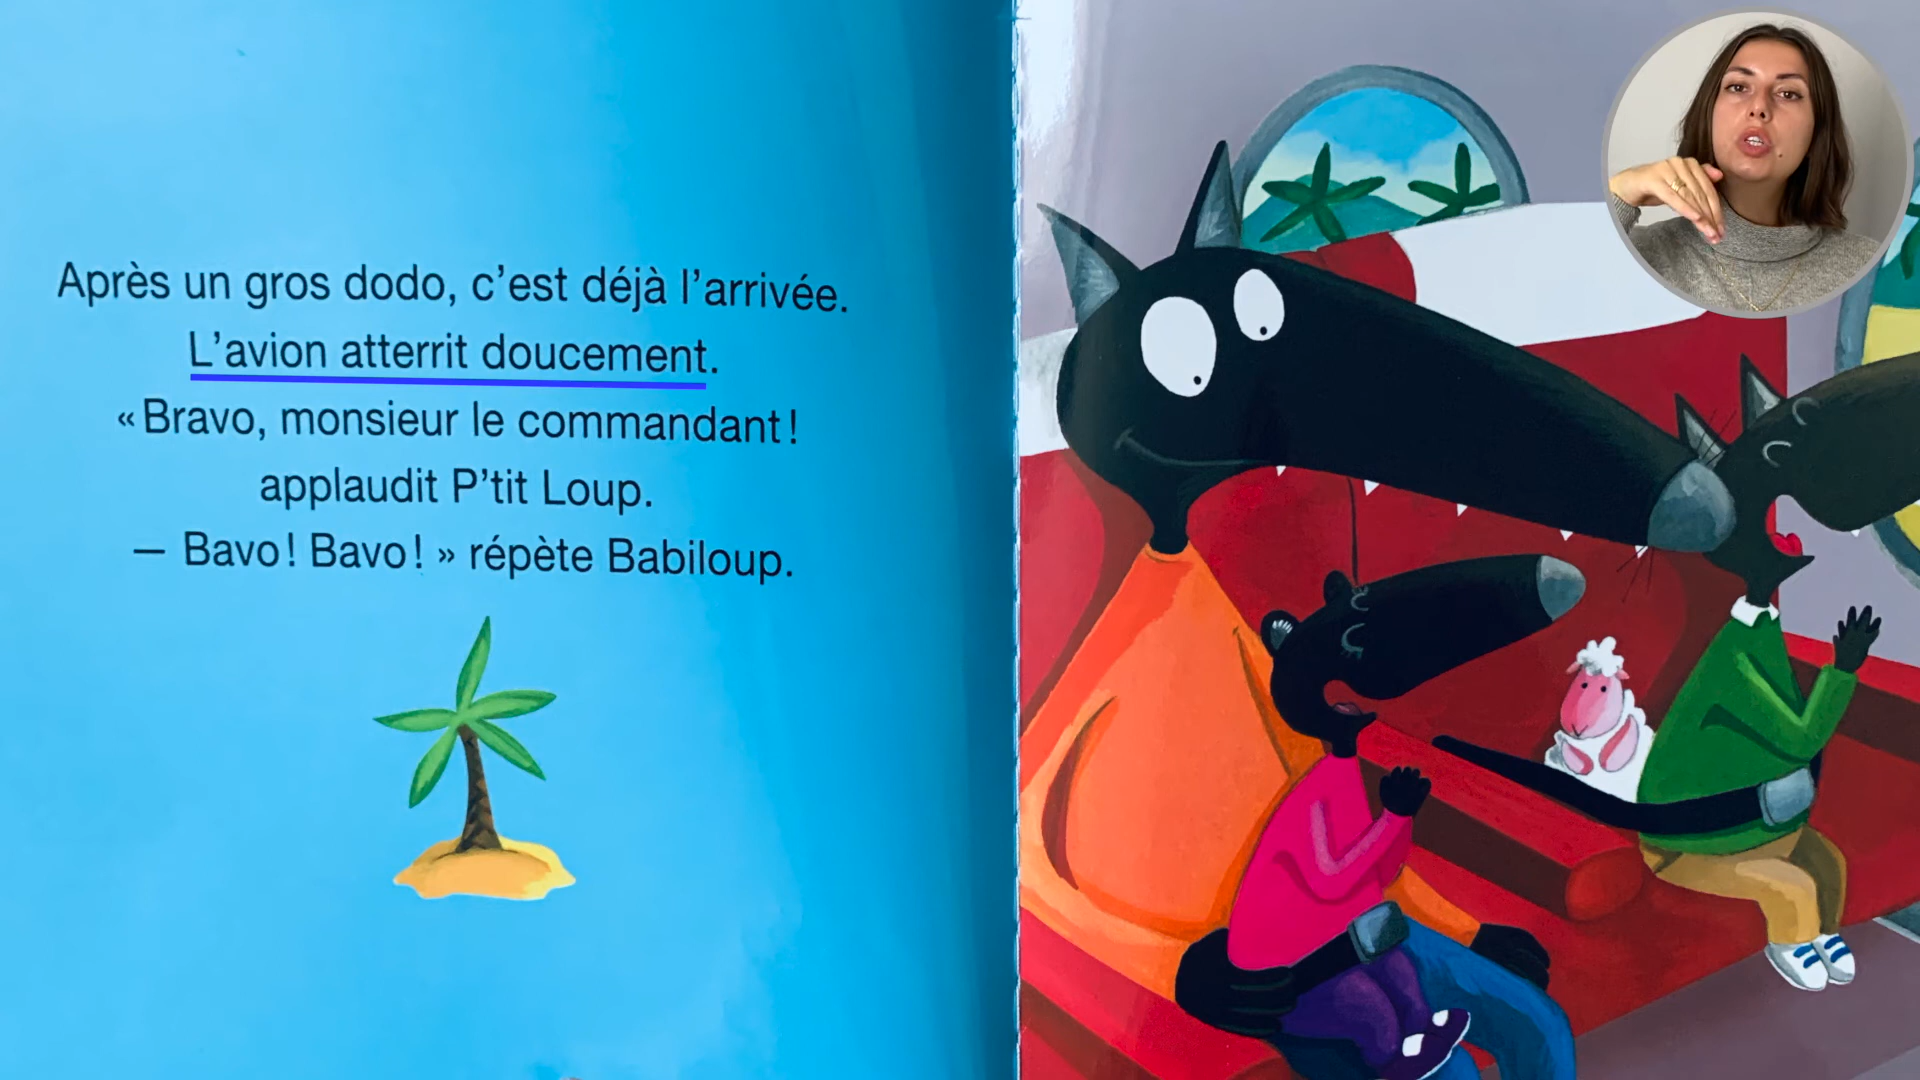 Après un gros dodo, c’est déjà l’arrivée.
L’avion atterrit doucement.
« Bravo, monsieur le commandant !
applaudit P’tit Loup.
— Bavo ! Bavo ! » répète Babiloup.